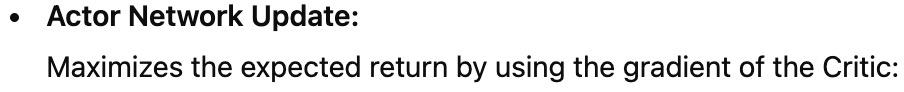 • Actor Network Update:
Maximizes the expected return by using the gradient of the Critic: